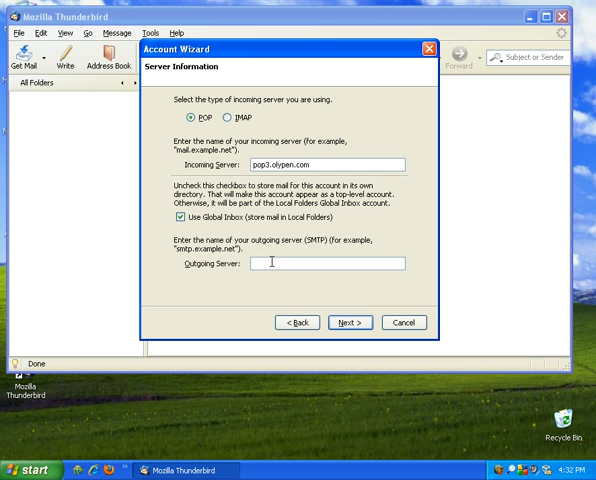 Mozilla Thunderbird
File Edit View Go Message Tools Help
Get Mail Write Address Book Forward Subject or Sender
All Folders
Account Wizard
Server Information
Select the type of incoming server you are using.
POP IMAP
Enter the name of your incoming server (for example,
"mail.example.net").
Incoming Server: pop3.olypen.com
Uncheck this checkbox to store mail for this account in its own
directory. That will make this account appear as a top-level account.
Otherwise, it will be part of the Local Folders Global Inbox account.
Use Global Inbox (store mail in Local Folders)
Enter the name of your outgoing server (SMTP) (for example,
"smtp.example.net").
Outgoing Server:
< Back Next > Cancel
Done
Mozilla
Thunderbird
Recycle Bin
start Mozilla Thunderbird 4:32 PM